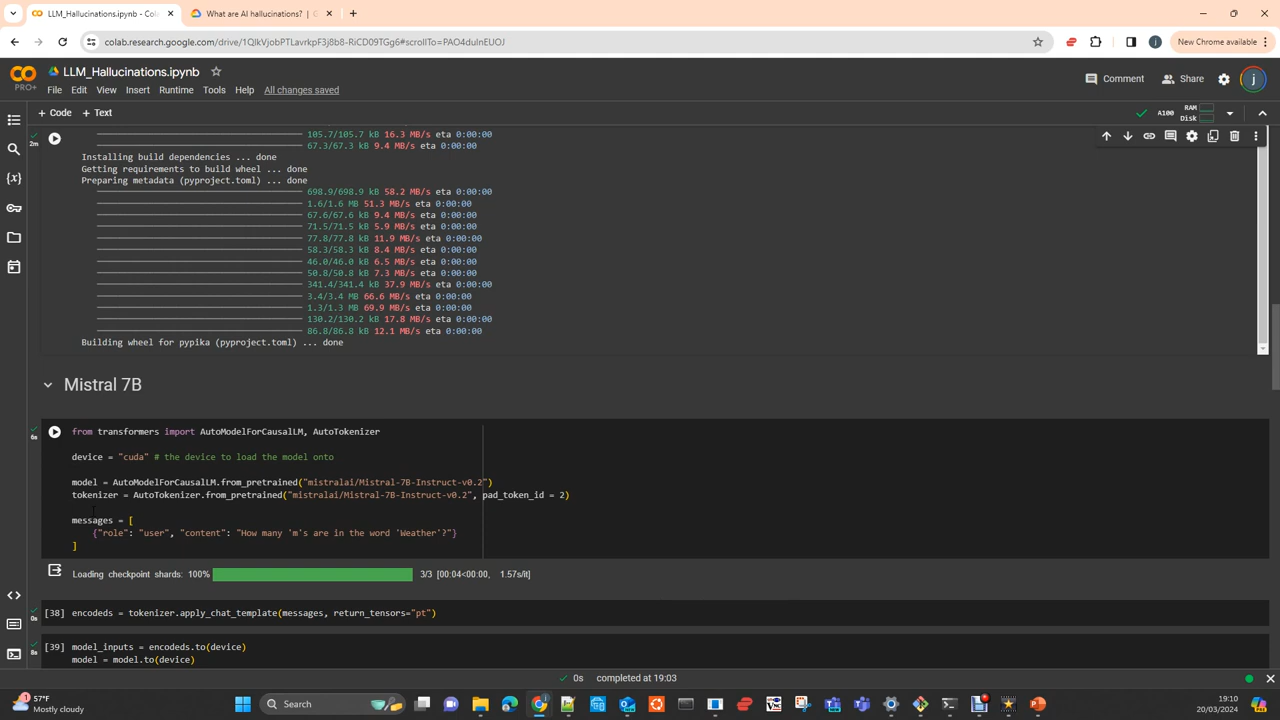 LLM_Hallucinations.ipynb - Cola
What are AI hallucinations? | G
colab.research.google.com/drive/1QlkVjobPTLavrkpF3j8b8-RiCD09TGg6#scrollTo=PAO4dulnEUOJ
New Chrome available
PRO+
LLM_Hallucinations.ipynb
Comment
Share
j
File Edit View Insert Runtime Tools Help All changes saved
+ Code + Text
A100
RAM
Disk
2m
105.7/105.7 kB 16.3 MB/s eta 0:00:00
67.3/67.3 kB 9.4 MB/s eta 0:00:00
Installing build dependencies ... done
Getting requirements to build wheel ... done
Preparing metadata (pyproject.toml) ... done
698.9/698.9 kB 58.2 MB/s eta 0:00:00
1.6/1.6 MB 51.3 MB/s eta 0:00:00
67.6/67.6 kB 9.4 MB/s eta 0:00:00
71.5/71.5 kB 5.9 MB/s eta 0:00:00
77.8/77.8 kB 11.9 MB/s eta 0:00:00
58.3/58.3 kB 8.4 MB/s eta 0:00:00
46.0/46.0 kB 6.5 MB/s eta 0:00:00
50.8/50.8 kB 7.3 MB/s eta 0:00:00
341.4/341.4 kB 37.9 MB/s eta 0:00:00
3.4/3.4 MB 66.6 MB/s eta 0:00:00
1.3/1.3 MB 69.9 MB/s eta 0:00:00
130.2/130.2 kB 17.8 MB/s eta 0:00:00
86.8/86.8 kB 12.1 MB/s eta 0:00:00
Building wheel for pypika (pyproject.toml) ... done
Mistral 7B
6s
from transformers import AutoModelForCausalLM, AutoTokenizer
device = "cuda" # the device to load the model onto
model = AutoModelForCausalLM.from_pretrained("mistralai/Mistral-7B-Instruct-v0.2")
tokenizer = AutoTokenizer.from_pretrained("mistralai/Mistral-7B-Instruct-v0.2", pad_token_id = 2)
messages = [
{"role": "user", "content": "How many 'm's are in the word 'Weather'?"}
]
Loading checkpoint shards: 100% 3/3 [00:04<00:00, 1.57s/it]
0s
[38] encodeds = tokenizer.apply_chat_template(messages, return_tensors="pt")
8s
[39] model_inputs = encodeds.to(device)
model = model.to(device)
0s completed at 19:03
57°F
Mostly cloudy
Search
19:10
20/03/2024